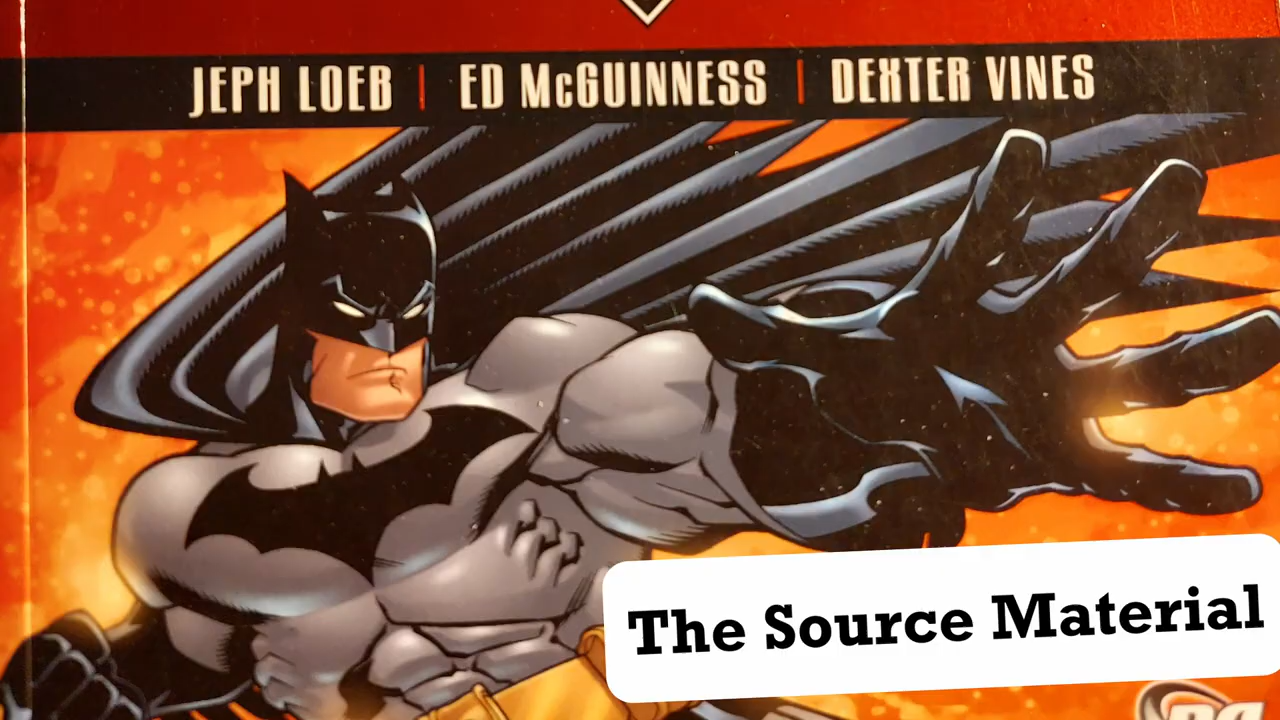 JEPH LOEB | ED McGUINNESS | DEXTER VINES
The Source Material